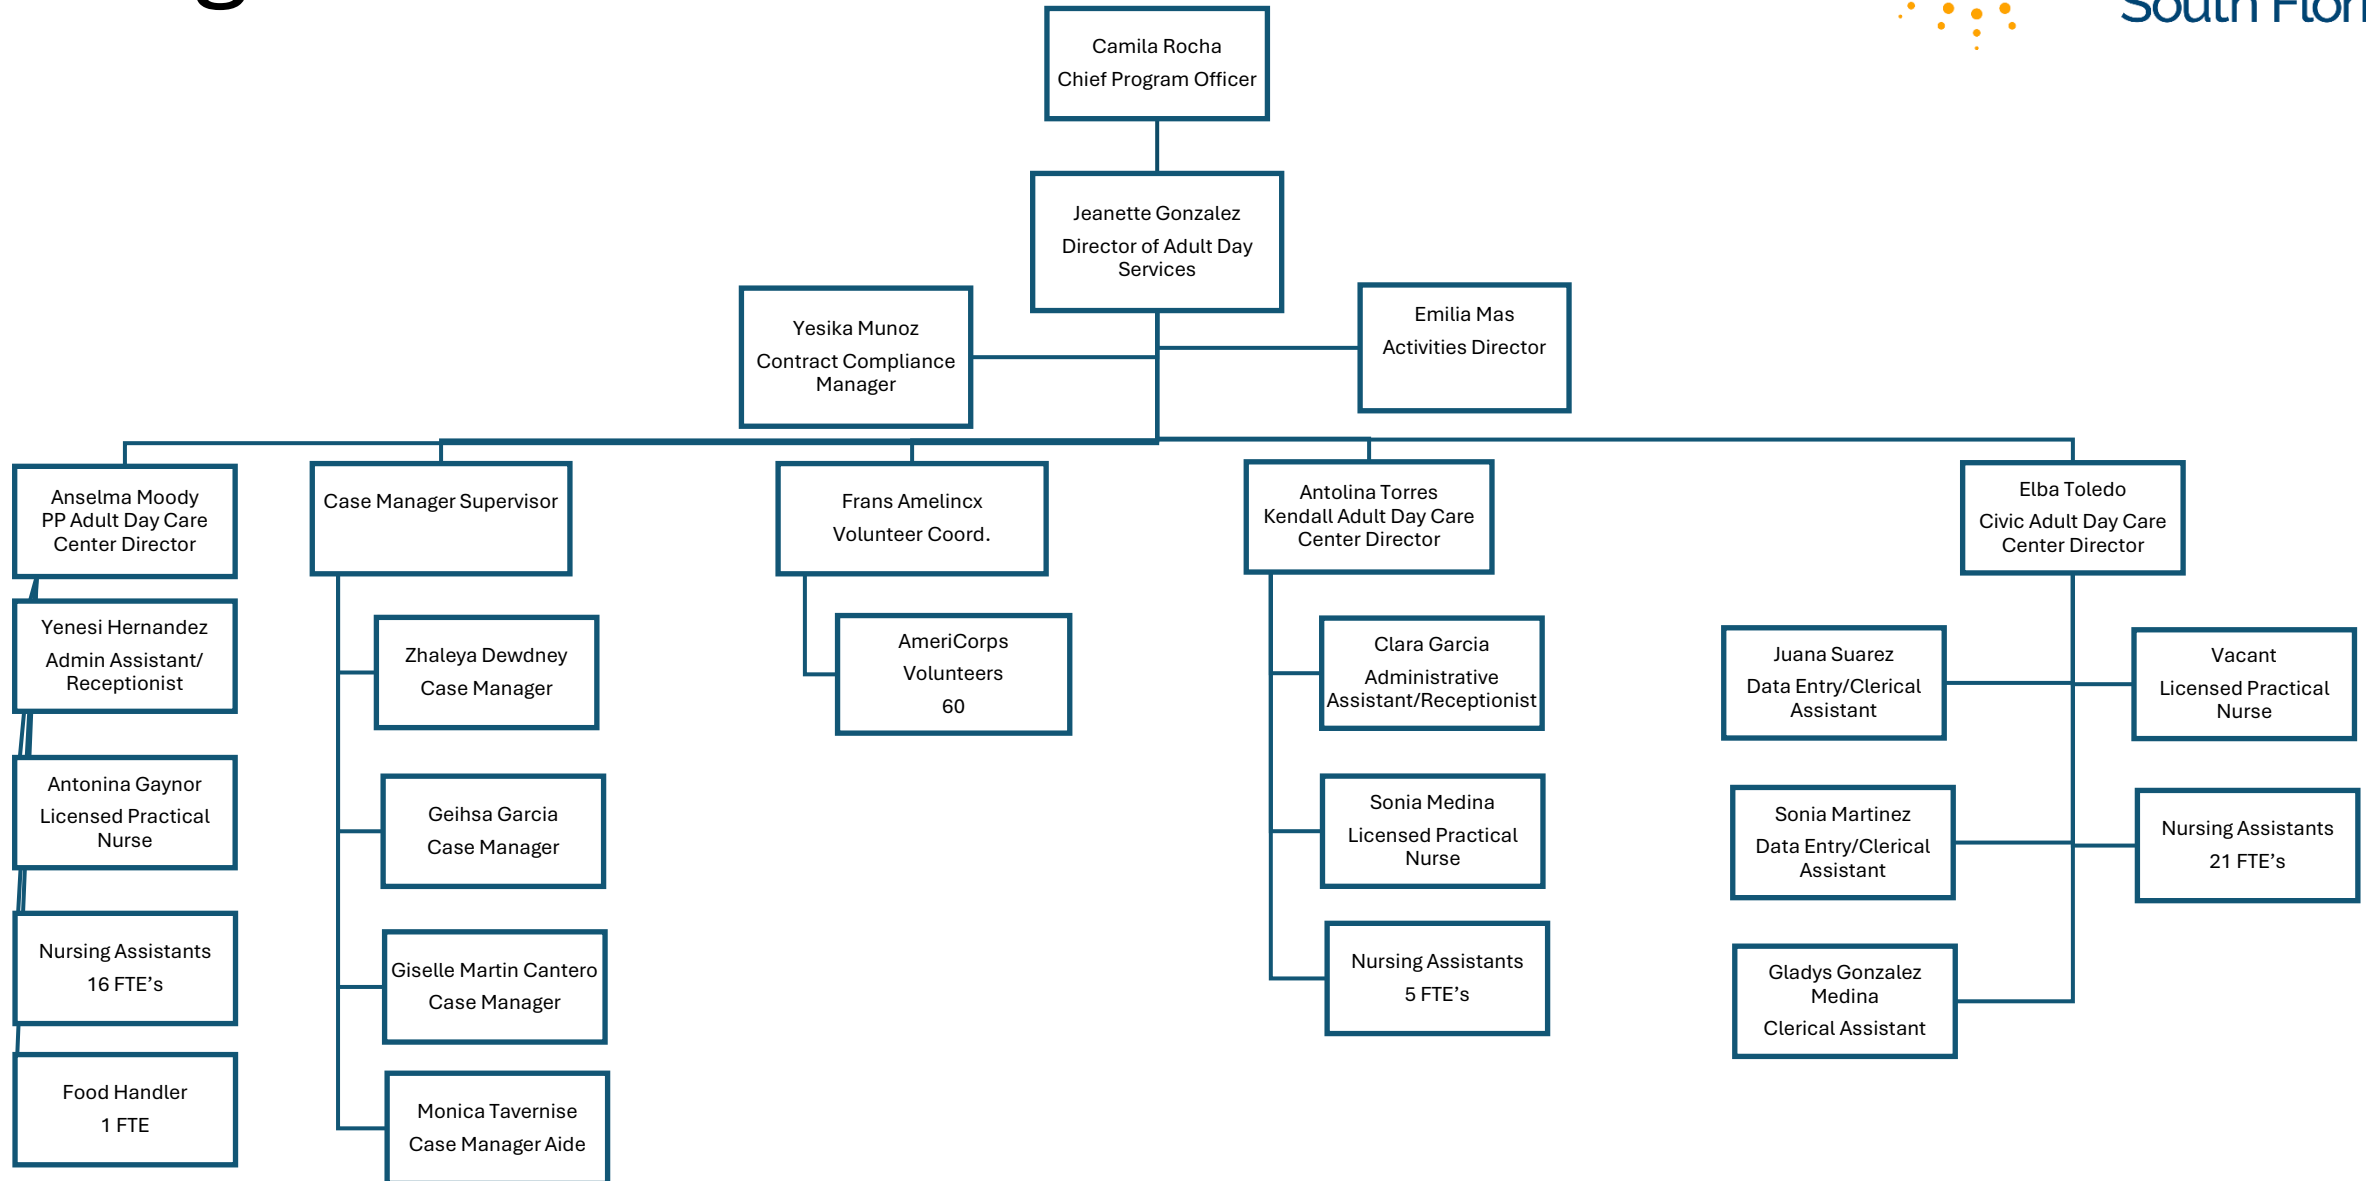 South Flori
Camila Rocha
Chief Program Officer
Jeanette Gonzalez
Director of Adult Day
Services
Yesika Munoz
Contract Compliance
Manager
Emilia Mas
Activities Director
Anselma Moody
PP Adult Day Care
Center Director
Case Manager Supervisor
Frans Amelincx
Volunteer Coord.
Antolina Torres
Kendall Adult Day Care
Center Director
Elba Toledo
Civic Adult Day Care
Center Director
Yenesi Hernandez
Admin Assistant/
Receptionist
Antonina Gaynor
Licensed Practical
Nurse
Nursing Assistants
16 FTE’s
Food Handler
1 FTE
Zhaleya Dewdney
Case Manager
Geihsa Garcia
Case Manager
Giselle Martin Cantero
Case Manager
Monica Tavernise
Case Manager Aide
AmeriCorps
Volunteers
60
Clara Garcia
Administrative
Assistant/Receptionist
Sonia Medina
Licensed Practical
Nurse
Nursing Assistants
5 FTE’s
Juana Suarez
Data Entry/Clerical
Assistant
Sonia Martinez
Data Entry/Clerical
Assistant
Gladys Gonzalez
Medina
Clerical Assistant
Vacant
Licensed Practical
Nurse
Nursing Assistants
21 FTE’s